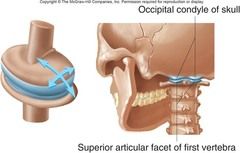 Copyright © The McGraw-Hill Companies, Inc. Permission required for reproduction or display.
Occipital condyle of skull
Superior articular facet of first vertebra